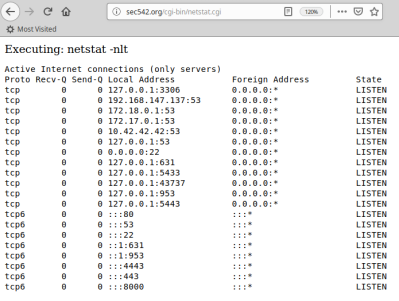 sec542.org/cgi-bin/netstat.cgi
120%
Most Visited
Executing: netstat -nlt
Active Internet connections (only servers)
Proto Recv-Q Send-Q Local Address Foreign Address State
tcp 0 0 127.0.0.1:3306 0.0.0.0:* LISTEN
tcp 0 0 192.168.147.137:53 0.0.0.0:* LISTEN
tcp 0 0 172.18.0.1:53 0.0.0.0:* LISTEN
tcp 0 0 172.17.0.1:53 0.0.0.0:* LISTEN
tcp 0 0 10.42.42.42:53 0.0.0.0:* LISTEN
tcp 0 0 127.0.0.1:53 0.0.0.0:* LISTEN
tcp 0 0 0.0.0.0:22 0.0.0.0:* LISTEN
tcp 0 0 127.0.0.1:631 0.0.0.0:* LISTEN
tcp 0 0 127.0.0.1:5433 0.0.0.0:* LISTEN
tcp 0 0 127.0.0.1:43737 0.0.0.0:* LISTEN
tcp 0 0 127.0.0.1:953 0.0.0.0:* LISTEN
tcp 0 0 127.0.0.1:5443 0.0.0.0:* LISTEN
tcp6 0 0 :::80 :::* LISTEN
tcp6 0 0 :::53 :::* LISTEN
tcp6 0 0 :::22 :::* LISTEN
tcp6 0 0 ::1:631 :::* LISTEN
tcp6 0 0 ::1:953 :::* LISTEN
tcp6 0 0 :::4443 :::* LISTEN
tcp6 0 0 :::443 :::* LISTEN
tcp6 0 0 :::8000 :::* LISTEN